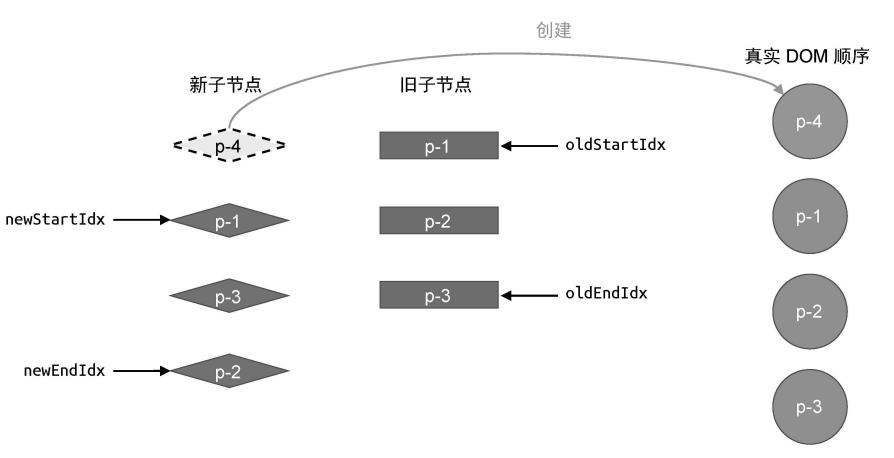 创建
真实 DOM 顺序
新子节点
旧子节点
p-4
p-1
oldStartIdx
p-4
newStartIdx
p-1
p-2
p-1
p-3
p-3
oldEndIdx
p-2
newEndIdx
p-2
p-3